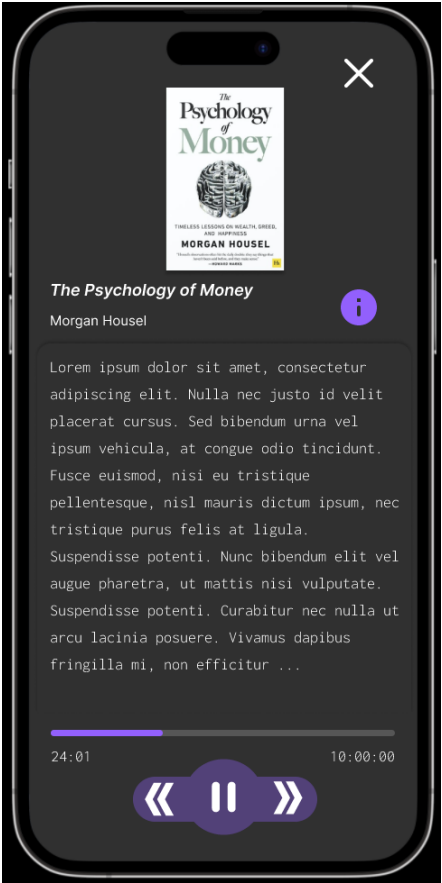 The
Psychology
of
Money
TIMELESS LESSONS ON WEALTH, GREED,
AND HAPPINESS
MORGAN HOUSEL
The Psychology of Money
Morgan Housel
Lorem ipsum dolor sit amet, consectetur
adipiscing elit. Nulla nec justo id velit
placerat cursus. Sed bibendum urna vel
ipsum vehicula, at congue odio tincidunt.
Fusce euismod, nisi eu tristique
pellentesque, nisl mauris dictum ipsum, nec
tristique purus felis at ligula.
Suspendisse potenti. Nunc bibendum elit vel
augue pharetra, ut mattis nisi vulputate.
Suspendisse potenti. Curabitur nec nulla ut
arcu lacinia posuere. Vivamus dapibus
fringilla mi, non efficitur ...
24:01
10:00:00